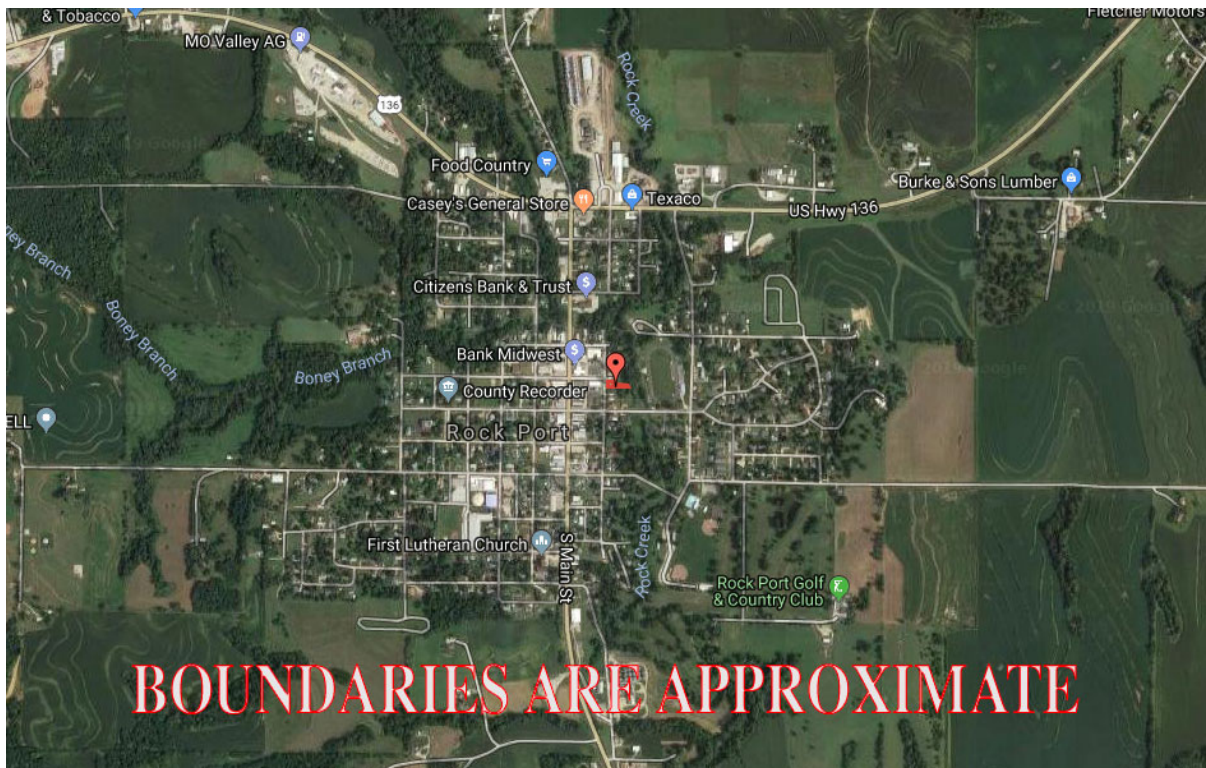 & Tobacco
Fletcher Motors
MO Valley AG
136
Rock Creek
Food Country
Burke & Sons Lumber
Casey's General Store
Texaco
US Hwy 136
Boney Branch
Citizens Bank & Trust
Boney Branch
Bank Midwest
Boney Branch
County Recorder
ELL
Rock Port
First Lutheran Church
S Main St
Rock Creek
Rock Port Golf
& Country Club
BOUNDARIES ARE APPROXIMATE